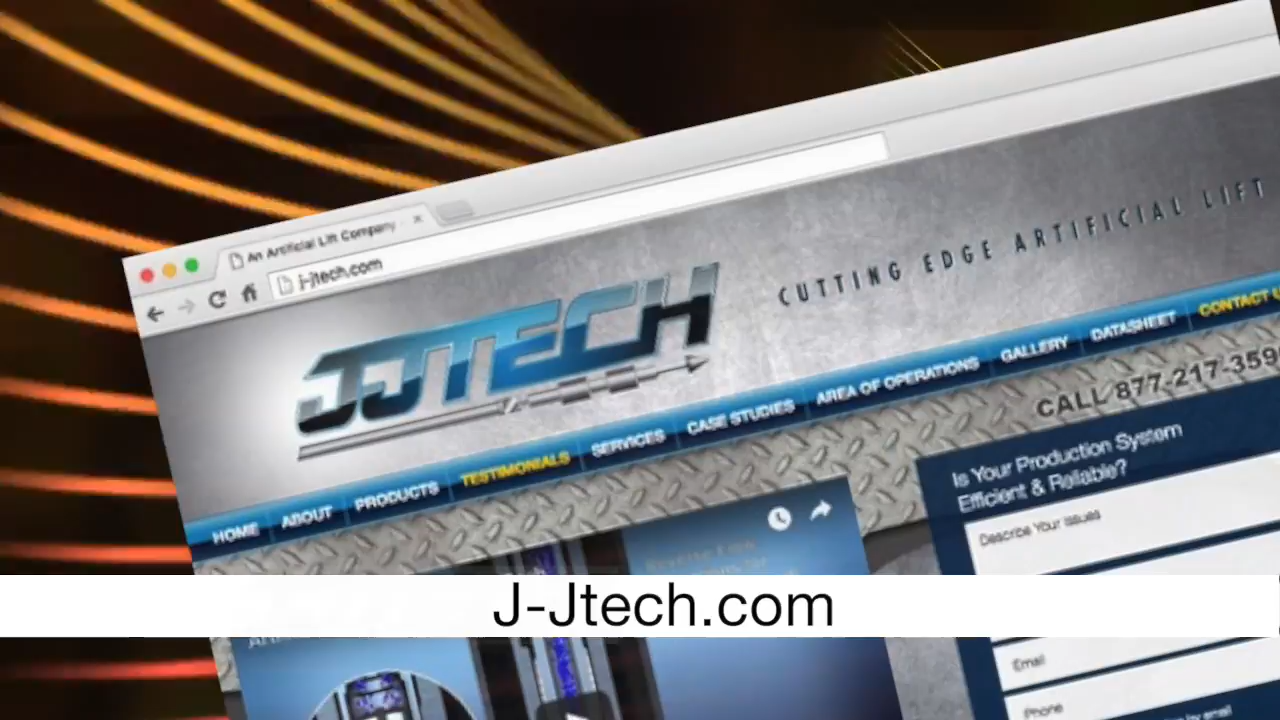 An Artificial Lift Company
j-jtech.com
JJTECH
CUTTING EDGE ARTIFICIAL LIFT
HOME ABOUT PRODUCTS TESTIMONIALS SERVICES CASE STUDIES AREA OF OPERATIONS GALLERY DATASHEET CONTACT U
CALL 877-217-359
Is Your Production System
Efficient & Reliable?
Describe Your Issues
J-Jtech.com
Email
Phone
email